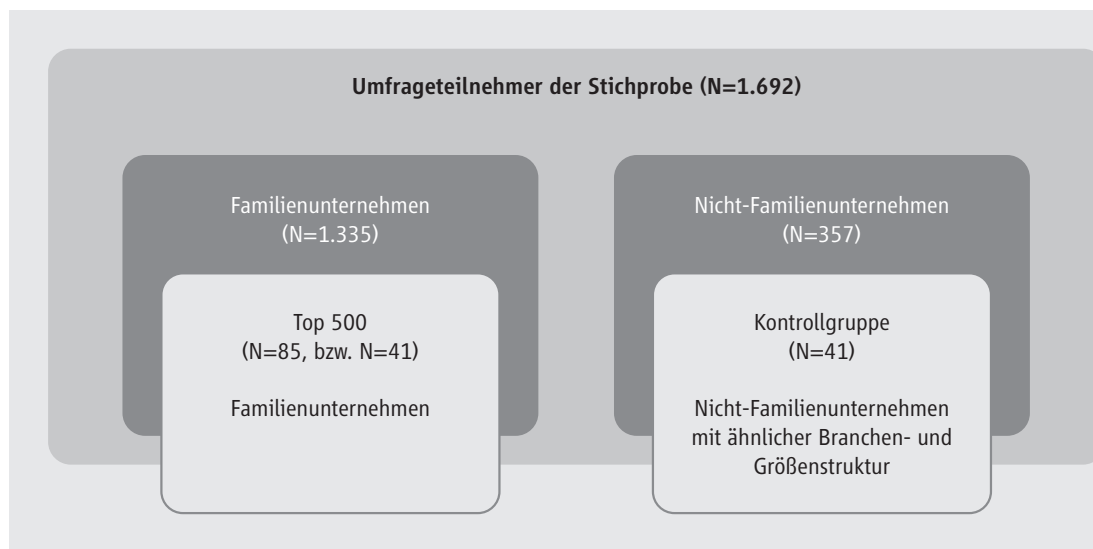 Umfrageteilnehmer der Stichprobe (N=1.692)
Familienunternehmen
(N=1.335)
Top 500
(N=85, bzw. N=41)
Familienunternehmen
Nicht-Familienunternehmen
(N=357)
Kontrollgruppe
(N=41)
Nicht-Familienunternehmen
mit ähnlicher Branchen- und
Größenstruktur